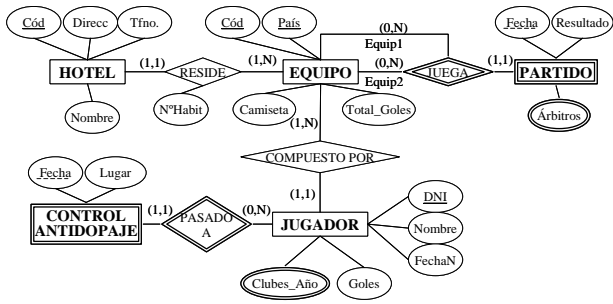 Cód Direcc Tfno. Cód País (0,N) Fecha Resultado
Equip1
(1,1) (1,N) (0,N) (1,1)
HOTEL RESIDE EQUIPO JUEGA PARTIDO
Equip2
Nombre NºHabit Camiseta Total_Goles Árbitros
(1,N)
COMPUESTO POR
Fecha Lugar
(1,1) DNI
CONTROL
ANTIDOPAJE
(1,1) PASADO
A
(0,N) JUGADOR Nombre
FechaN
Clubes_Año Goles